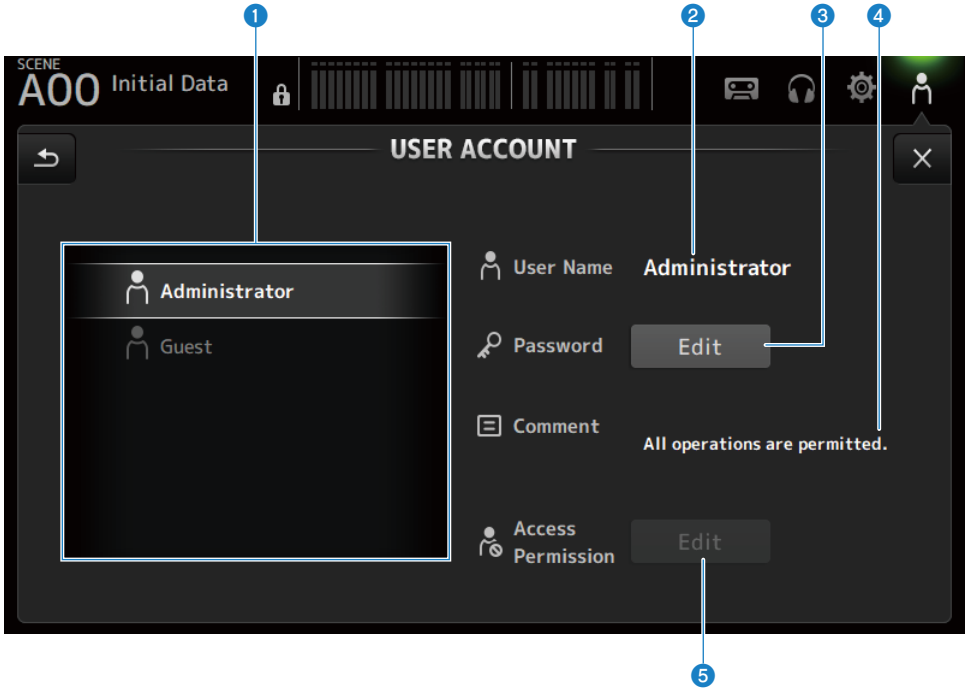 1 2 3 4
SCENE
A00 Initial Data
USER ACCOUNT
Administrator
Guest
User Name Administrator
Password Edit
Comment
All operations are permitted.
Access
Permission Edit
5